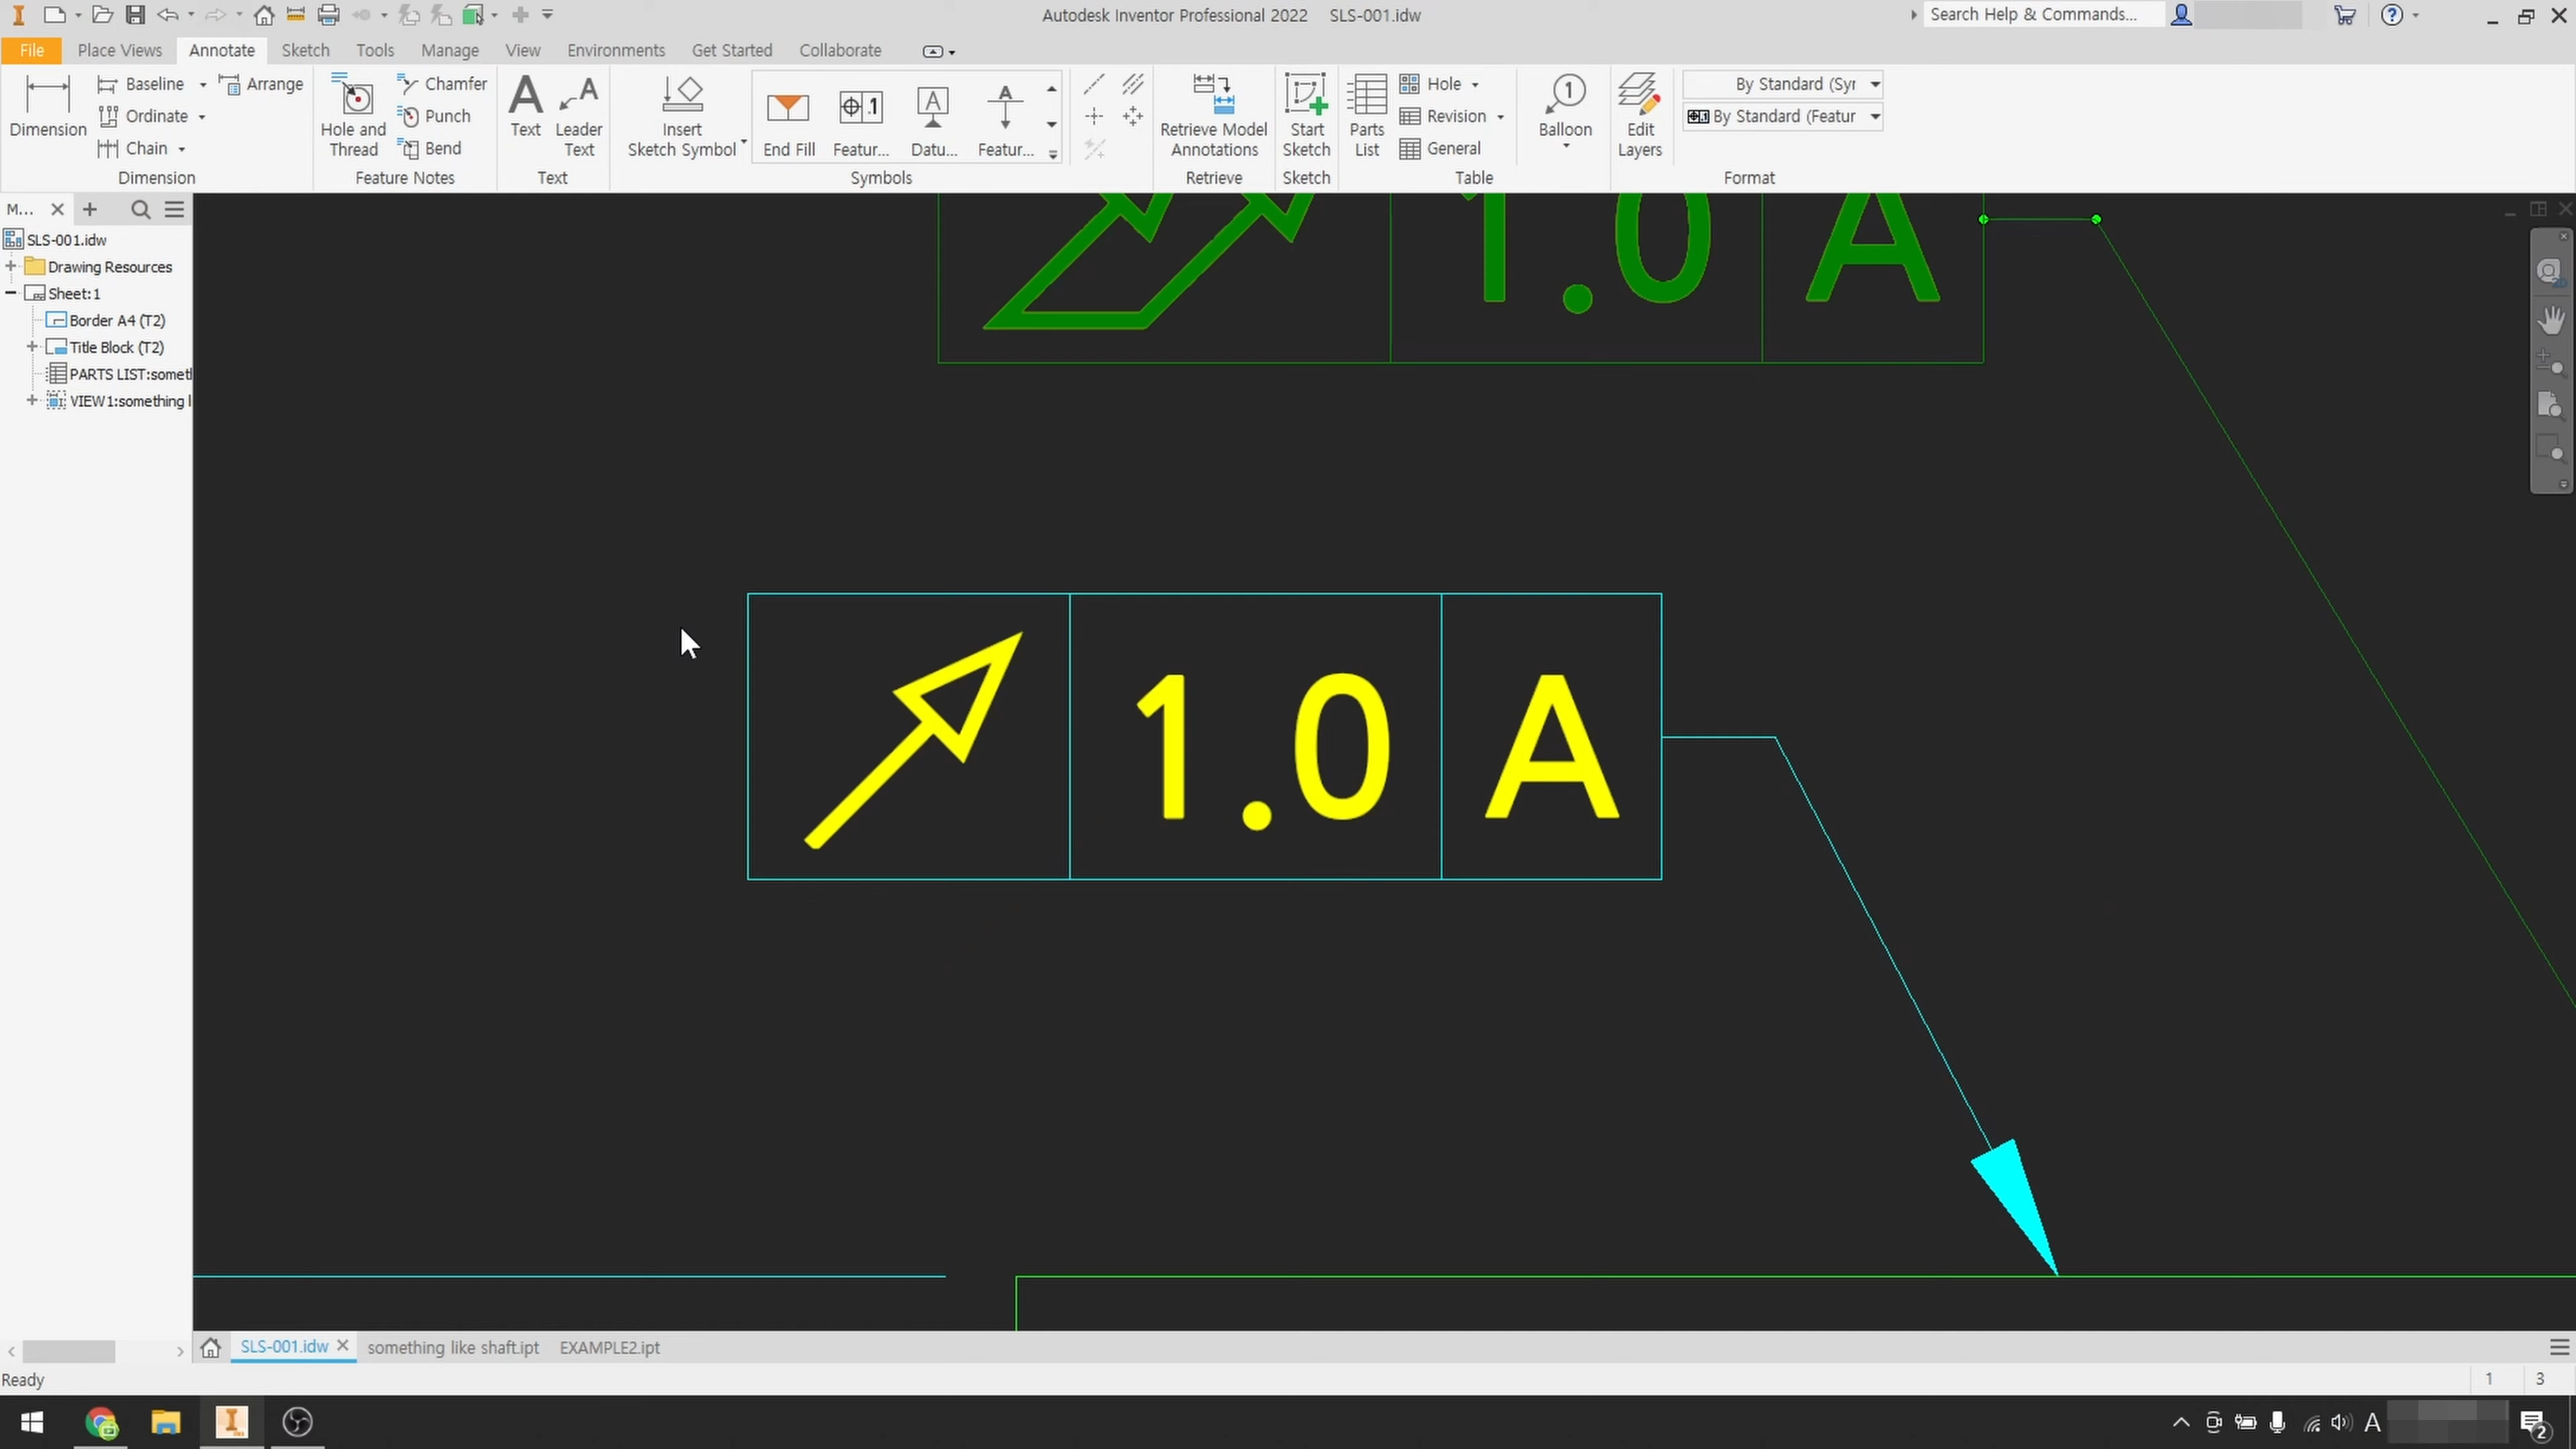 Autodesk Inventor Professional 2022 SLS-001.idw
Search Help & Commands...
File Place Views Annotate Sketch Tools Manage View Environments Get Started Collaborate
Dimension
Baseline
Ordinate
Chain
Arrange
Dimension
Hole and
Thread
Chamfer
Punch
Bend
Feature Notes
A
Text
A
Leader
Text
Text
Insert
Sketch Symbol
End Fill
.1
Featur...
A
Datu...
A
Featur...
Symbols
Retrieve Model
Annotations
Retrieve
Start
Sketch
Sketch
Parts
List
Hole
Revision
General
Table
1
Balloon
Edit
Layers
By Standard (Syr
By Standard (Featur
Format
M...
SLS-001.idw
Drawing Resources
Sheet:1
Border A4 (T2)
Title Block (T2)
PARTS LIST:somet
VIEW1:something l
1.0 A
1.0 A
SLS-001.idw something like shaft.ipt EXAMPLE2.ipt
Ready
1 3
A
2